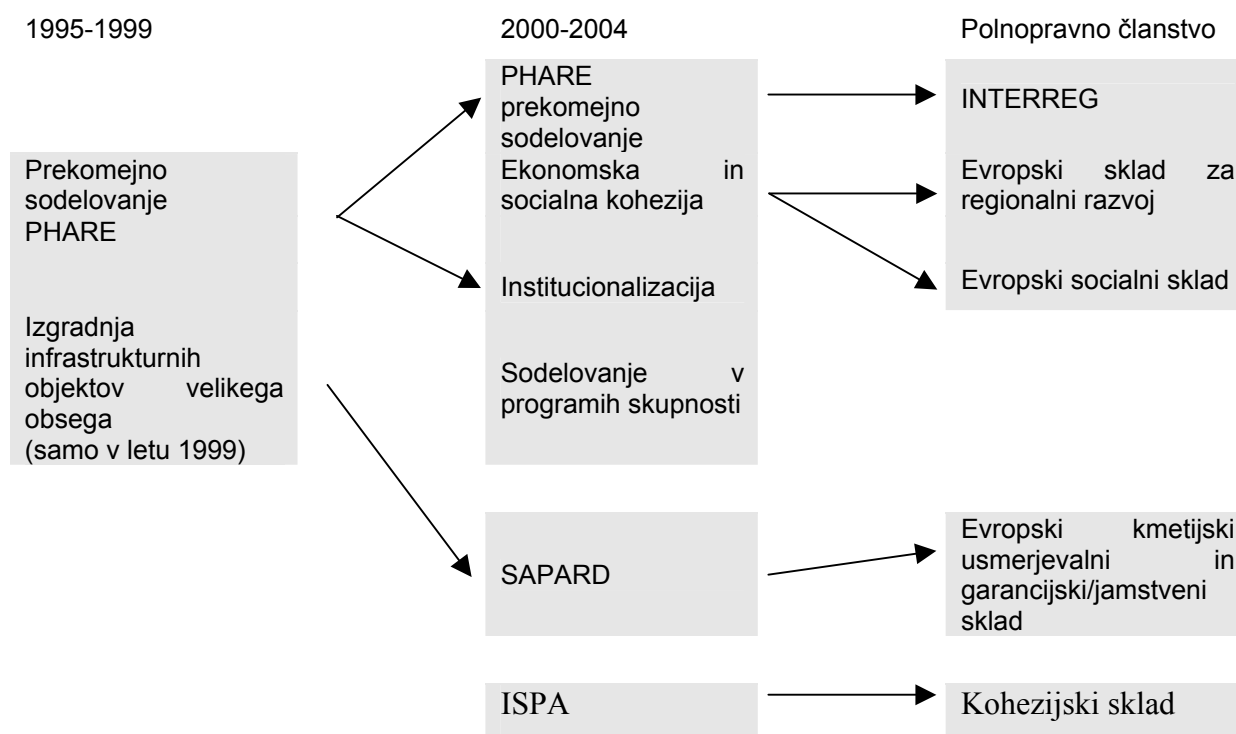 1995-1999
2000-2004
Polnopravno članstvo
Prekomejno
sodelovanje
PHARE
Izgradnja
infrastrukturnih
objektov velikega
obsega
(samo v letu 1999)
PHARE
prekomejno
sodelovanje
Ekonomska in
socialna kohezija
Institucionalizacija
Sodelovanje v
programih skupnosti
SAPARD
ISPA
INTERREG
Evropski sklad za
regionalni razvoj
Evropski socialni sklad
Evropski kmetijski
usmerjevalni in
garancijski/jamstveni
sklad
Kohezijski sklad